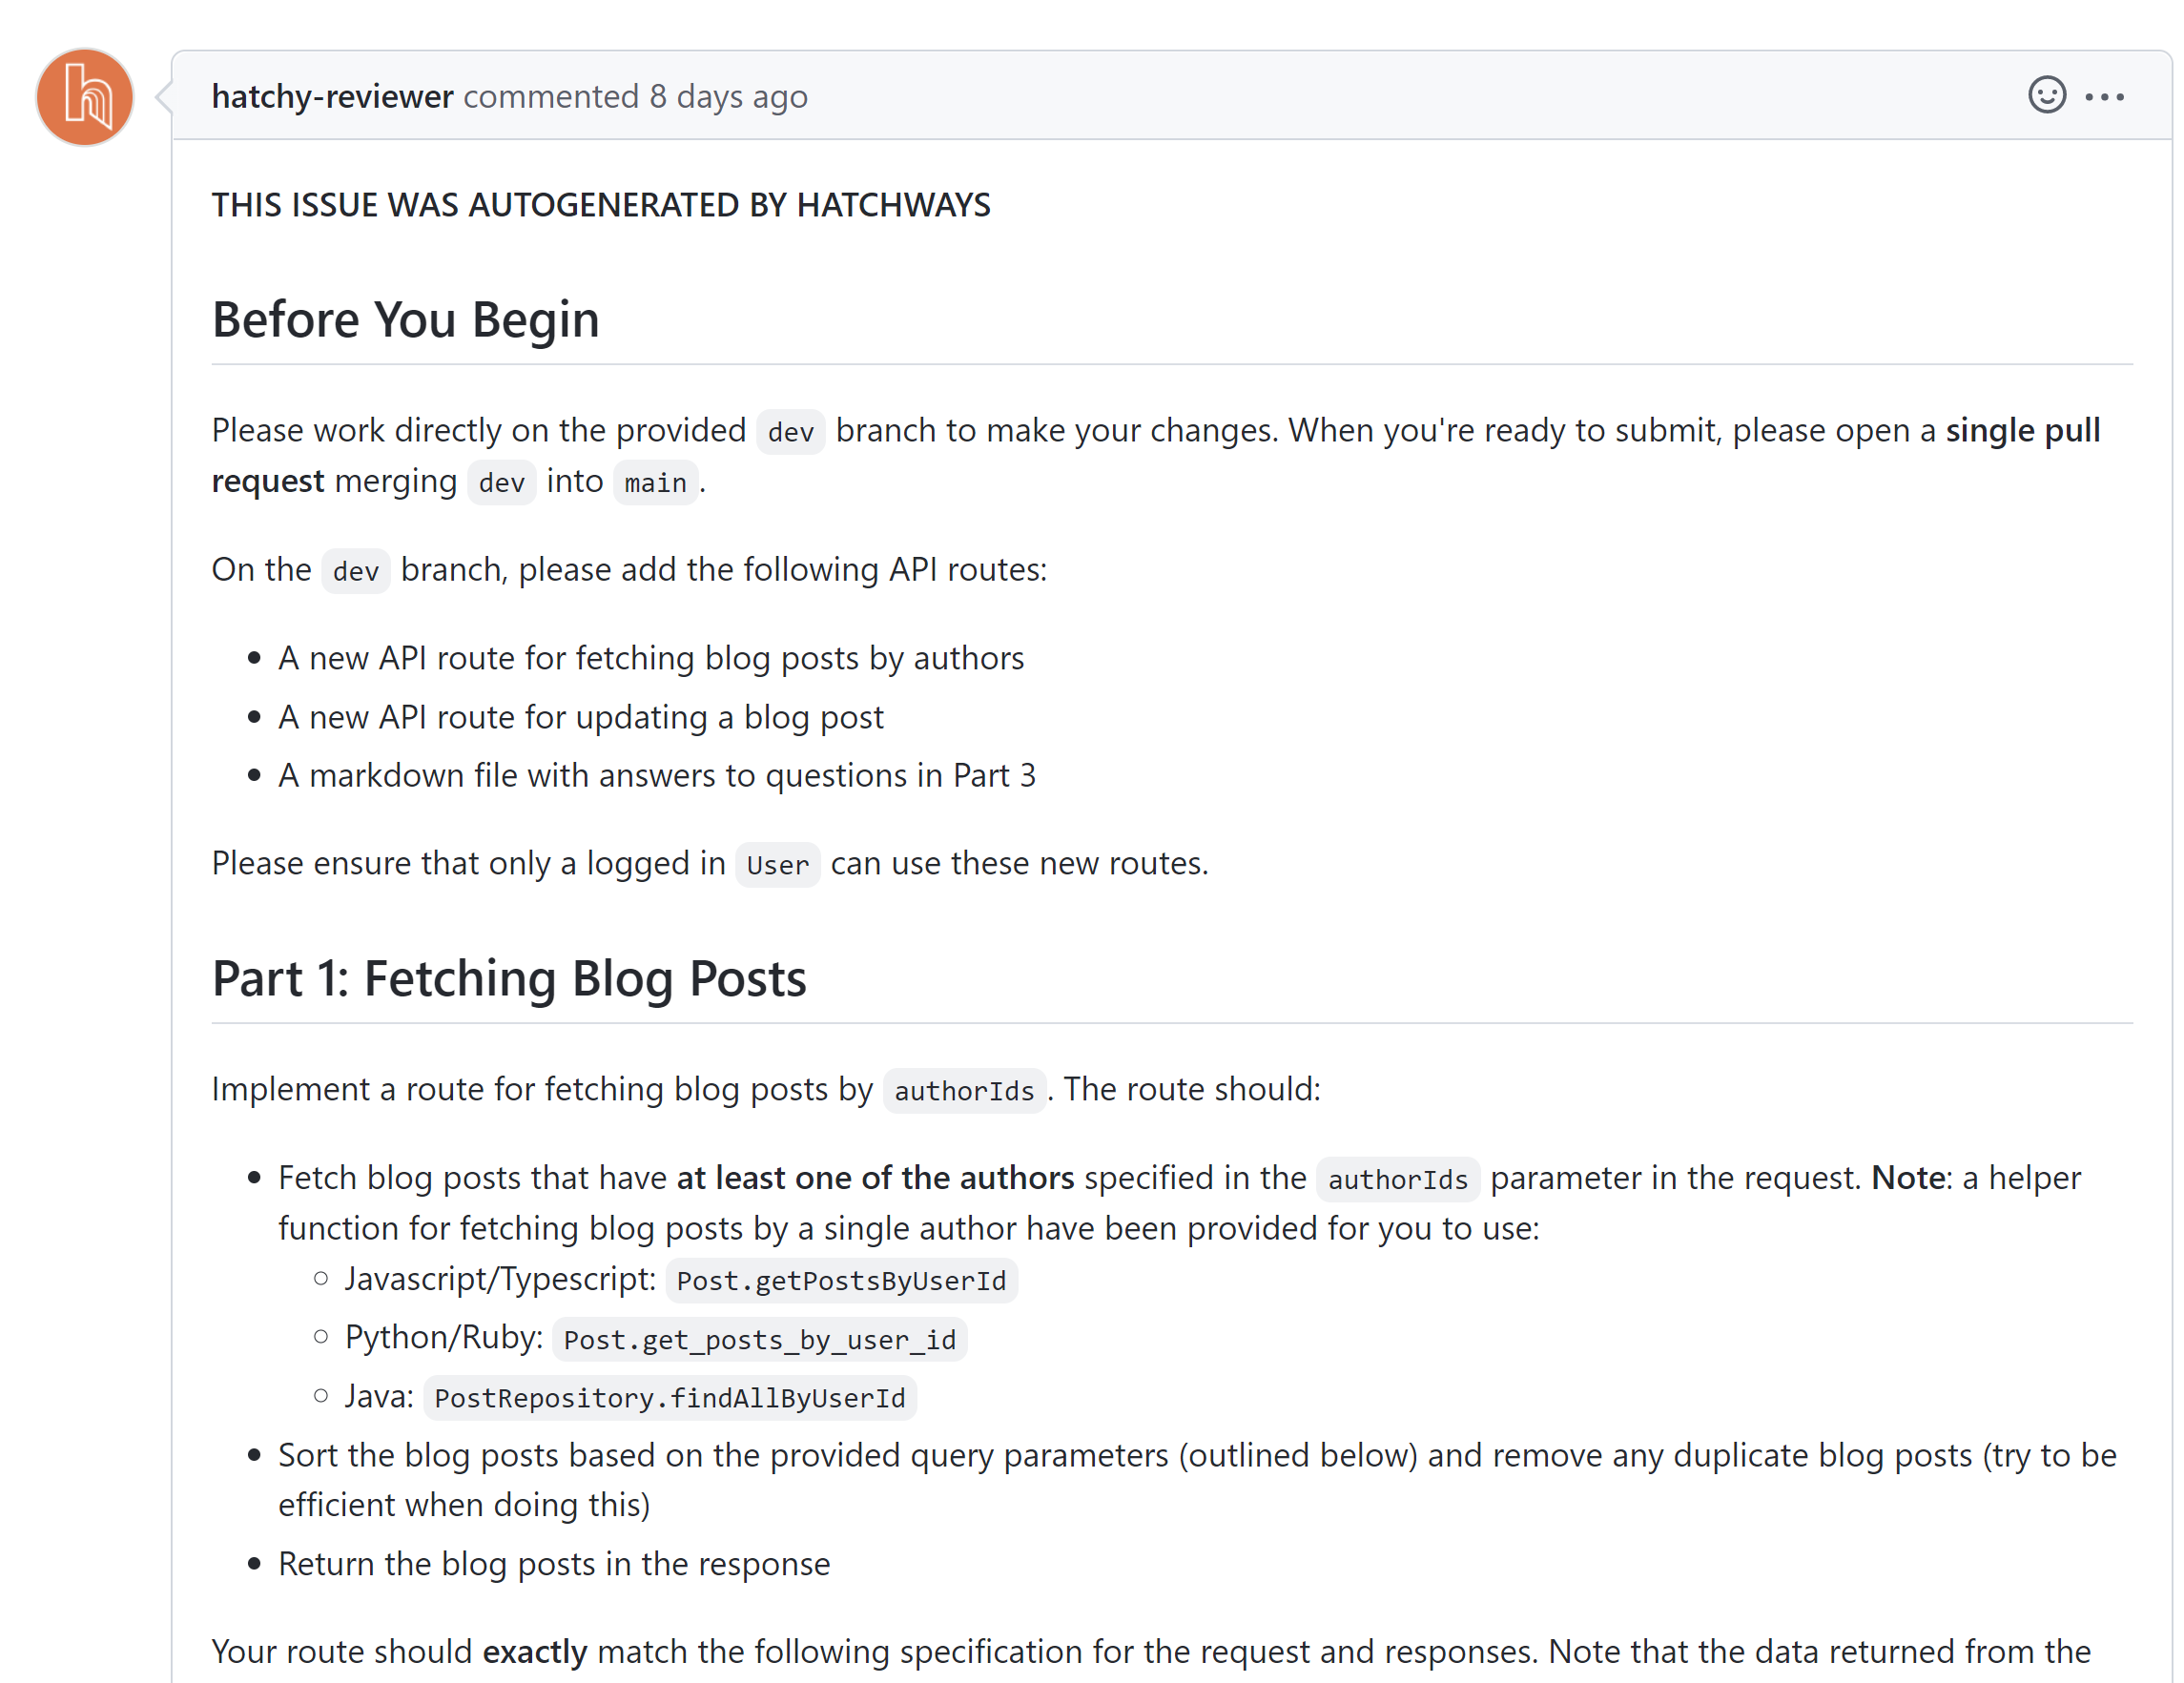 hatchy-reviewer commented 8 days ago
THIS ISSUE WAS AUTOGENERATED BY HATCHWAYS
Before You Begin
Please work directly on the provided dev branch to make your changes. When you're ready to submit, please open a single pull
request merging dev into main.
On the dev branch, please add the following API routes:
A new API route for fetching blog posts by authors
A new API route for updating a blog post
A markdown file with answers to questions in Part 3
Please ensure that only a logged in User can use these new routes.
Part 1: Fetching Blog Posts
Implement a route for fetching blog posts by authorIds. The route should:
Fetch blog posts that have at least one of the authors specified in the authorIds parameter in the request. Note: a helper
function for fetching blog posts by a single author have been provided for you to use:
Javascript/Typescript: Post.getPostsByUserId
Python/Ruby: Post.get_posts_by_user_id
Java: PostRepository.findAllByUserId
Sort the blog posts based on the provided query parameters (outlined below) and remove any duplicate blog posts (try to be
efficient when doing this)
Return the blog posts in the response
Your route should exactly match the following specification for the request and responses. Note that the data returned from the